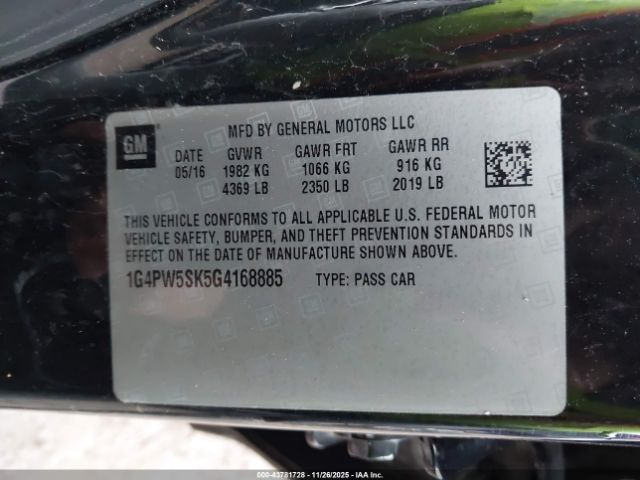 GM
MFD BY GENERAL MOTORS LLC
DATE GVWR GAWR FRT GAWR RR
05/16 1982 KG 1066 KG 916 KG
4369 LB 2350 LB 2019 LB
THIS VEHICLE CONFORMS TO ALL APPLICABLE U.S. FEDERAL MOTOR
VEHICLE SAFETY, BUMPER, AND THEFT PREVENTION STANDARDS IN
EFFECT ON THE DATE OF MANUFACTURE SHOWN ABOVE.
1G4PW5SK5G4168885 TYPE: PASS CAR
000-43781728 - 11/26/2025 - IAAI.COM